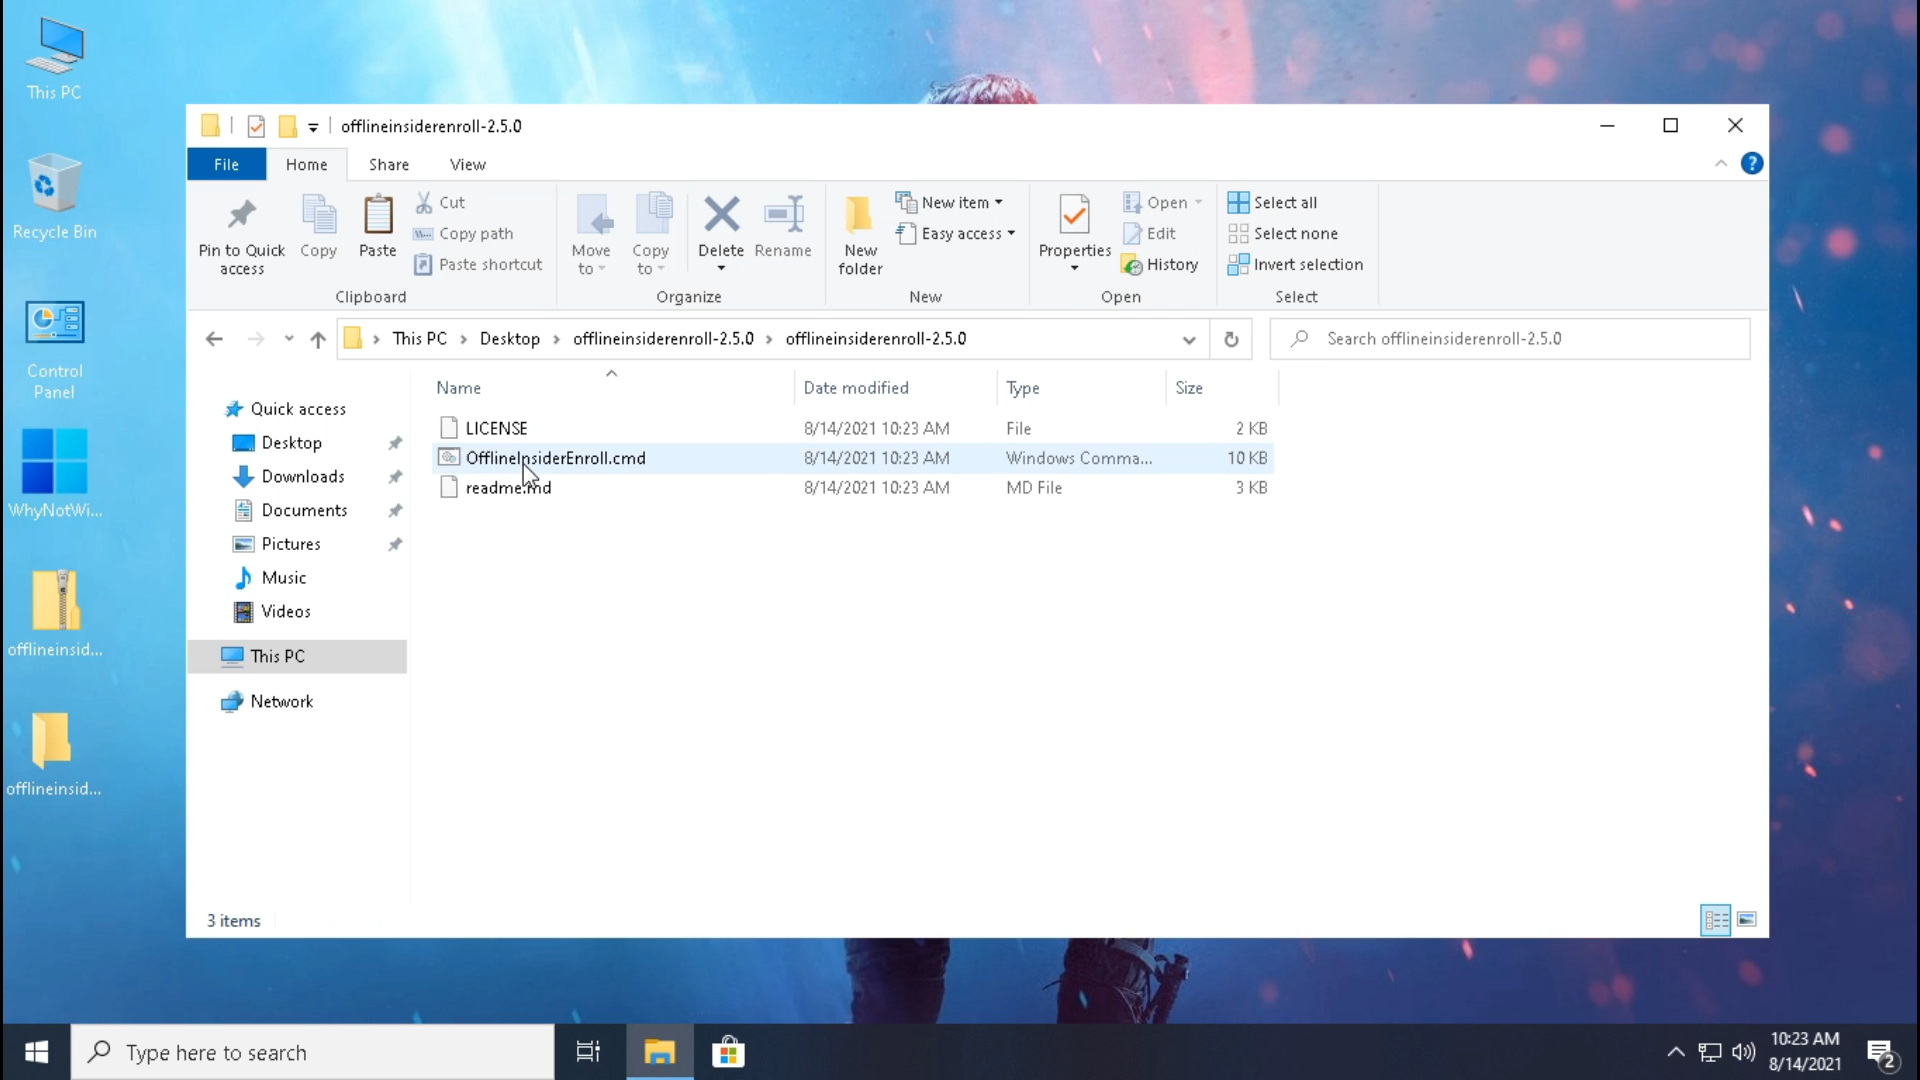 This PC
Recycle Bin
Control
Panel
WhyNotWi...
offlineinsid...
offlineinsid...
offlineinsiderenroll-2.5.0
File
Home
Share
View
Pin to Quick
access
Copy
Paste
Cut
Copy path
Paste shortcut
Clipboard
Move
to
Copy
to
Delete
Rename
Organize
New
folder
New item
Easy access
New
Properties
Open
Edit
History
Open
Select all
Select none
Invert selection
Select
This PC > Desktop > offlineinsiderenroll-2.5.0 > offlineinsiderenroll-2.5.0
Search offlineinsiderenroll-2.5.0
Quick access
Desktop
Downloads
Documents
Pictures
Music
Videos
This PC
Network
Name Date modified Type Size
LICENSE 8/14/2021 10:23 AM File 2 KB
OfflineInsiderEnroll.cmd 8/14/2021 10:23 AM Windows Comma... 10 KB
readme.md 8/14/2021 10:23 AM MD File 3 KB
3 items
Type here to search
10:23 AM
8/14/2021
2